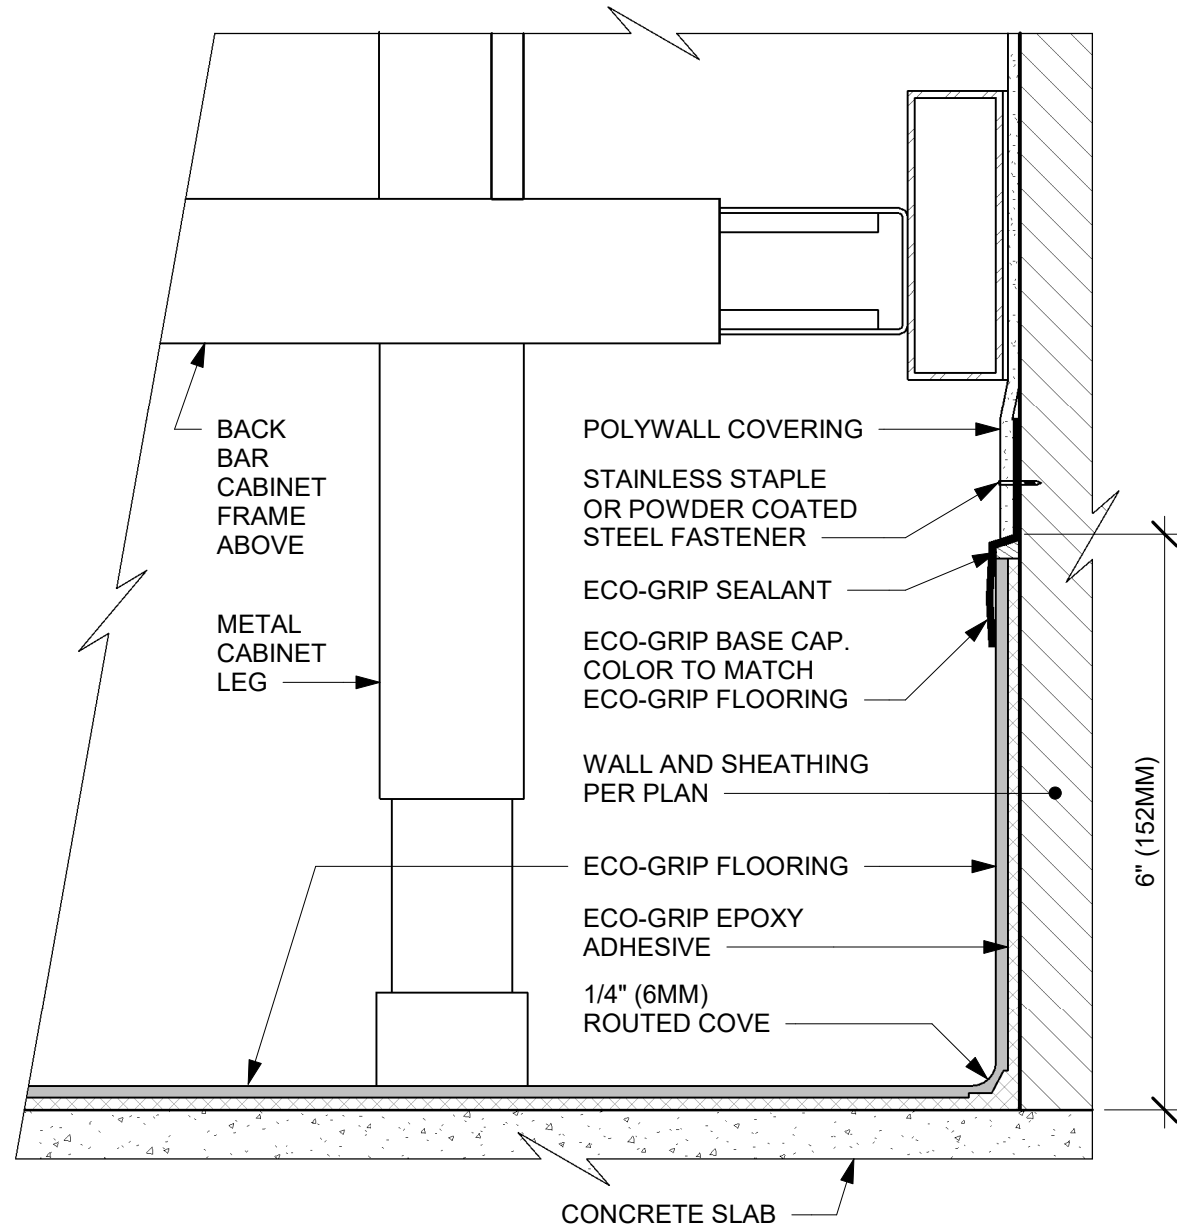 BACK
BAR
CABINET
FRAME
ABOVE
METAL
CABINET
LEG
POLYWALL COVERING
STAINLESS STAPLE
OR POWDER COATED
STEEL FASTENER
ECO-GRIP SEALANT
ECO-GRIP BASE CAP.
COLOR TO MATCH
ECO-GRIP FLOORING
WALL AND SHEATHING
PER PLAN
ECO-GRIP FLOORING
ECO-GRIP EPOXY
ADHESIVE
1/4" (6MM)
ROUTED COVE
6" (152MM)
CONCRETE SLAB